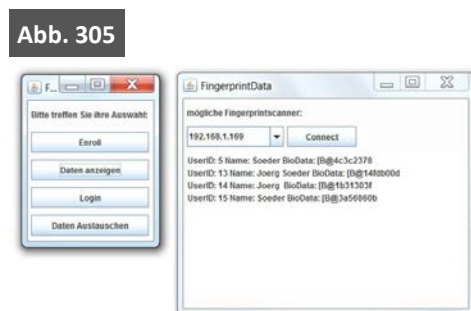 Abb. 305
F...
Bitte treffen Sie ihre Auswahl:
Enroll
Daten anzeigen
Login
Daten Austauschen
FingerprintData
mögliche Fingerprintscanner:
192.168.1.169
Connect
UserID: 5 Name: Soeder BioData: [B@4c3c2378
UserID: 13 Name: Joerg Soeder BioData: [B@14fdb00d
UserID: 14 Name: Joerg BioData: [B@1b31303f
UserID: 15 Name: Soeder BioData: [B@3a56860b